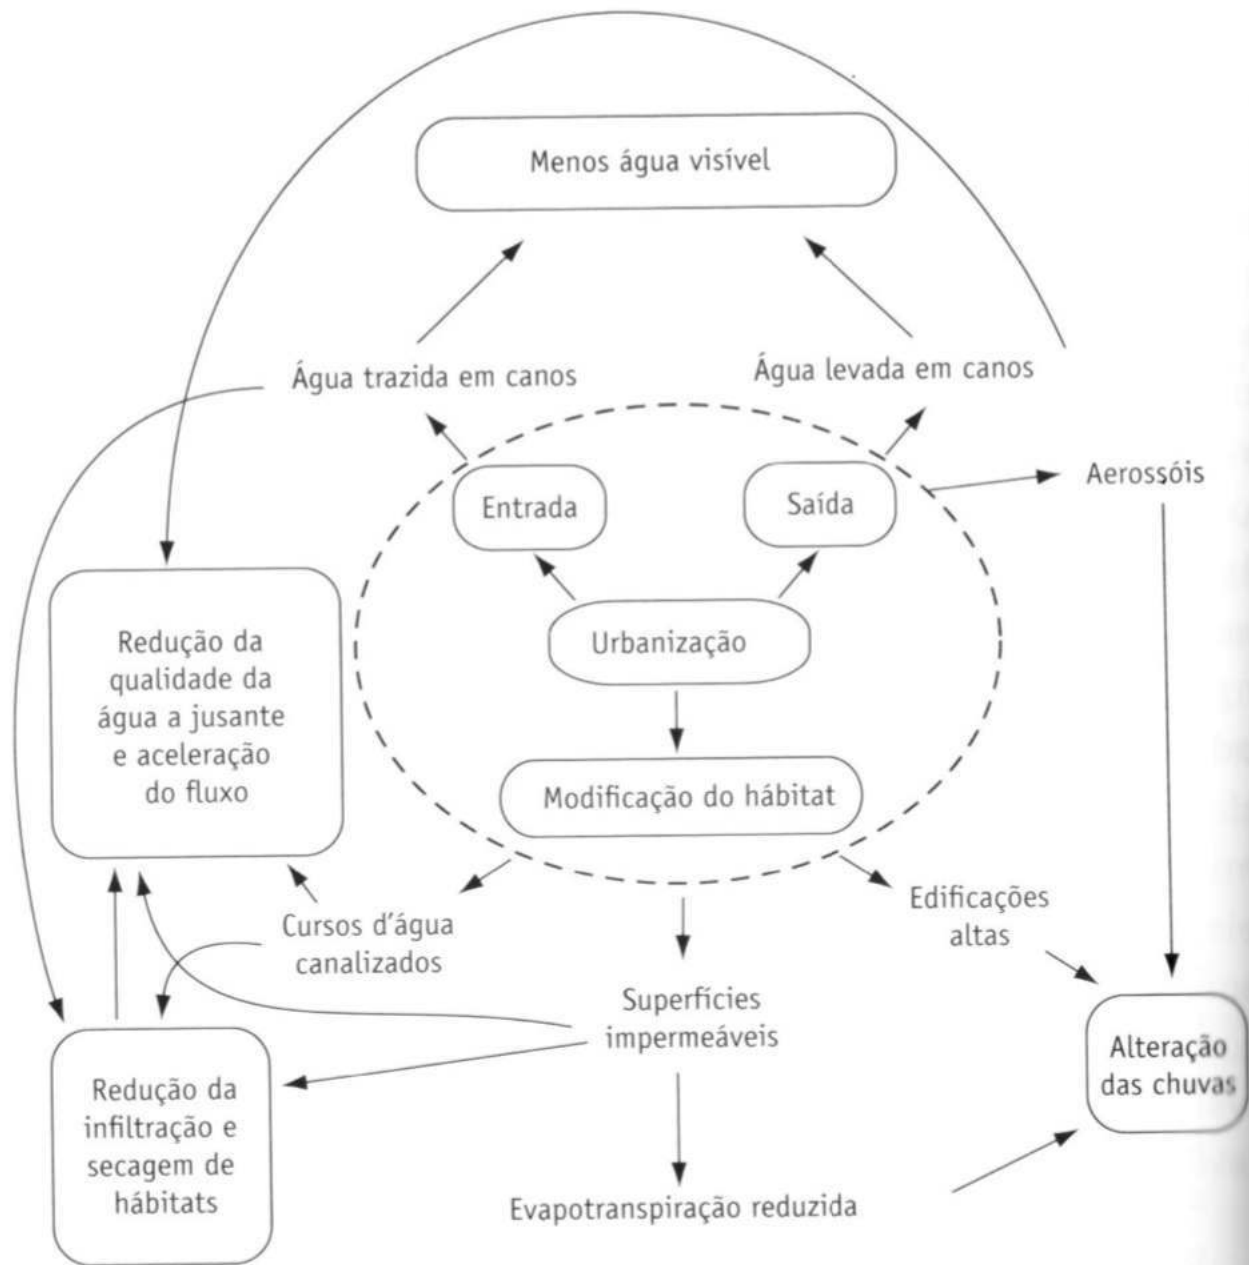 Menos água visível
Água trazida em canos
Água levada em canos
Entrada
Saída
Aerossóis
Urbanização
Redução da
qualidade da
água a jusante
e aceleração
do fluxo
Modificação do hábitat
Cursos d'água
canalizados
Edificações
altas
Superfícies
impermeáveis
Alteração
das chuvas
Redução da
infiltração e
secagem de
hábitats
Evapotranspiração reduzida